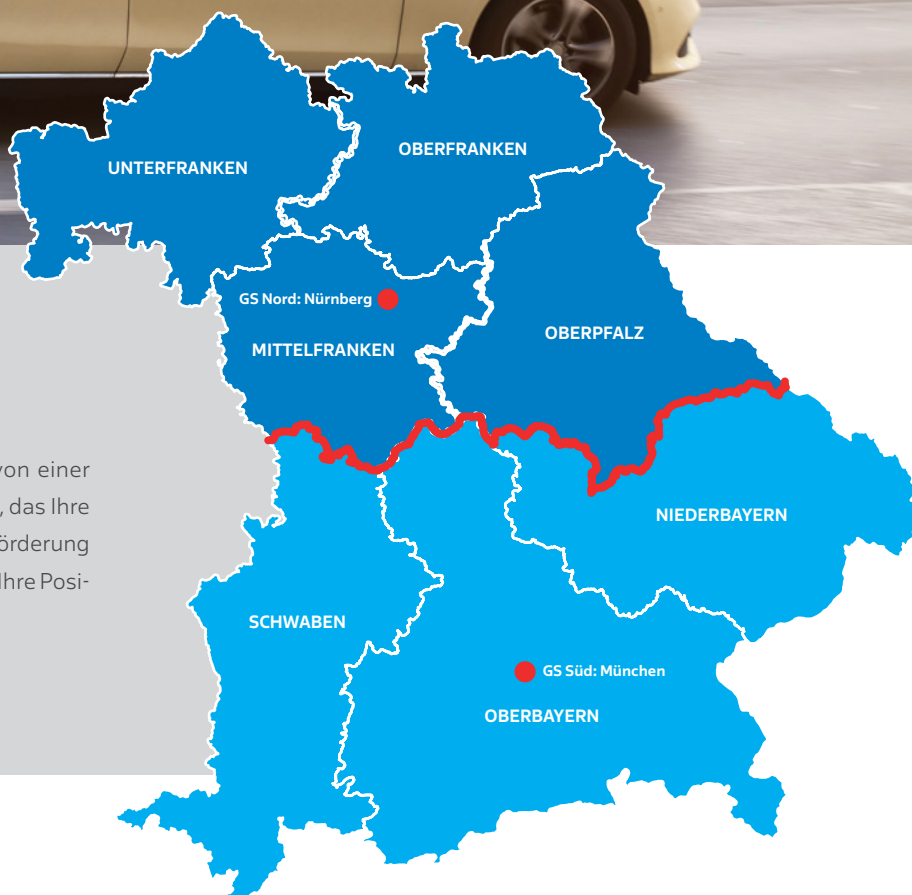 UNTERFRANKEN
OBERFRANKEN
GS Nord: Nürnberg
MITTELFRANKEN
OBERPFALZ
von einer
, das Ihre
örderung
Ihre Posi-
NIEDERBAYERN
SCHWABEN
GS Süd: München
OBERBAYERN